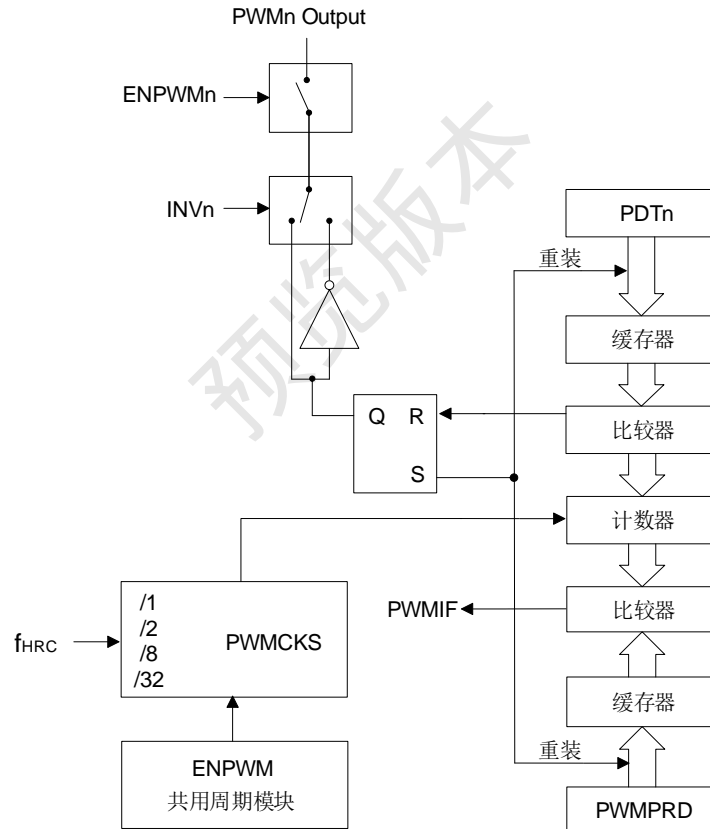 PWMn Output
ENPWMn
INVn
PDTn
重装
缓存器
Q R
S
比较器
计数器
/1
/2
/8
/32
PWMCKS
fHRC
PWMIF
比较器
缓存器
ENPWM
共用周期模块
重装
PWMPRD
预览版本